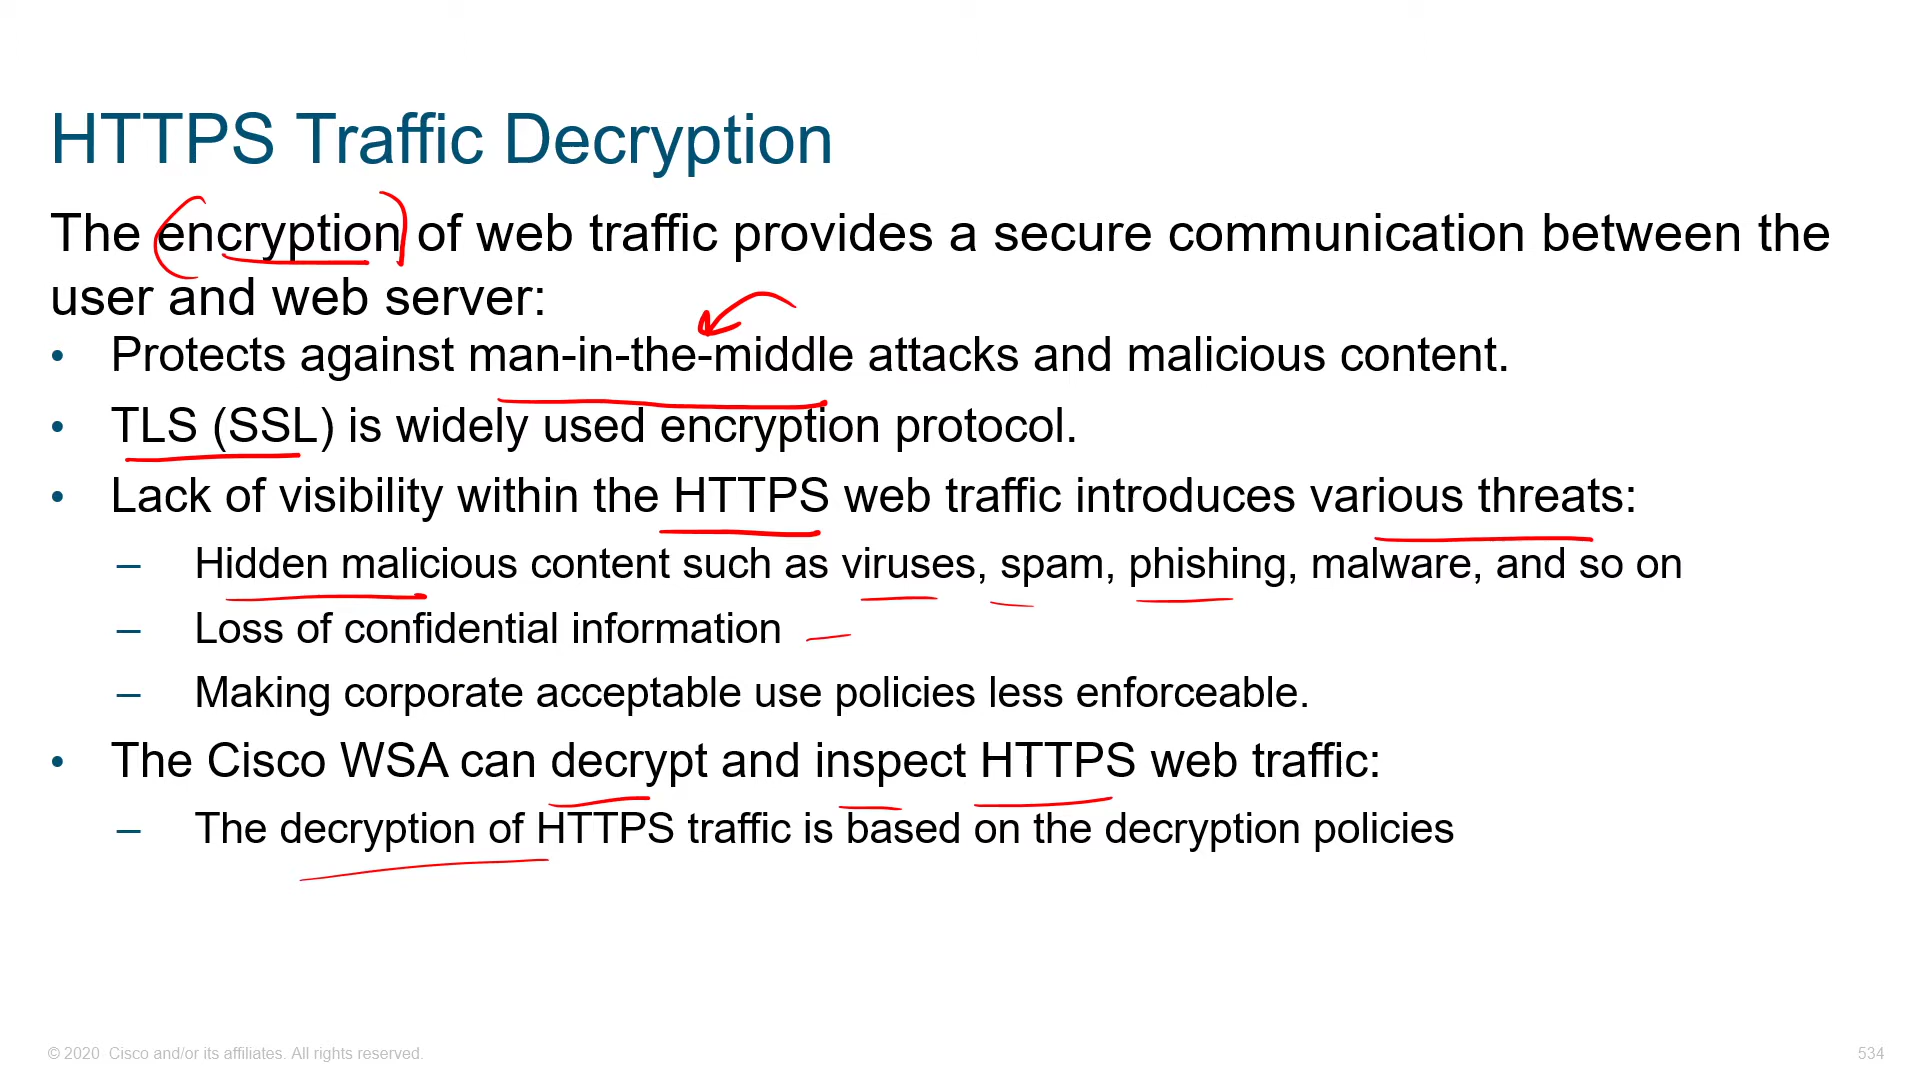 HTTPS Traffic Decryption
The encryption of web traffic provides a secure communication between the
user and web server:
• Protects against man-in-the-middle attacks and malicious content.
• TLS (SSL) is widely used encryption protocol.
• Lack of visibility within the HTTPS web traffic introduces various threats:
– Hidden malicious content such as viruses, spam, phishing, malware, and so on
– Loss of confidential information
– Making corporate acceptable use policies less enforceable.
• The Cisco WSA can decrypt and inspect HTTPS web traffic:
– The decryption of HTTPS traffic is based on the decryption policies
© 2020 Cisco and/or its affiliates. All rights reserved.
534